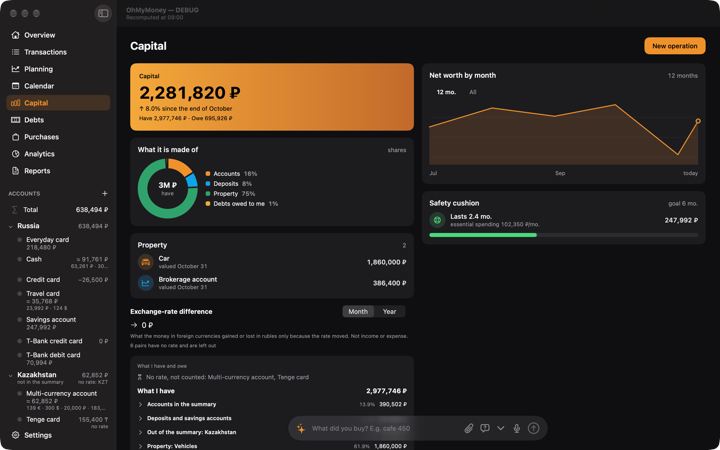 OhMyMoney — DEBUG
Recomputed at 09:00
Overview
Transactions
Planning
Calendar
Capital
Debts
Purchases
Analytics
Reports
ACCOUNTS
Total 638,494 ₽
Russia 638,494 ₽
Everyday card
218,480 ₽
Cash = 91,761 ₽
63,261 ₽ · 30…
Credit card −26,500 ₽
Travel card
= 35,768 ₽
23,992 ₽ · 124 $
Savings account
247,992 ₽
T-Bank credit card 0 ₽
T-Bank debit card
70,994 ₽
Kazakhstan 62,852 ₽
not in the summary no rate: KZT
Multi-currency account
= 62,852 ₽
139 € · 300 $ · 20,000 ₽ · 163,…
Tenge card 155,400 ₸
no rate
Settings
Capital
New operation
Capital
2,281,820 ₽
↑ 8.0% since the end of October
Have 2,977,746 ₽ · Owe 695,926 ₽
What it is made of shares
3M ₽
have
Accounts 16%
Deposits 8%
Property 75%
Debts owed to me 1%
Property 2
Car
valued October 31
1,860,000 ₽
Brokerage account
valued October 31
386,400 ₽
Exchange-rate difference Month Year
→ 0 ₽
What the money in foreign currencies gained or lost in rubles only because the rate moved. Not income or expense.
6 pairs have no rate and are left out
What I have and owe
No rate, not counted: Multi-currency account, Tenge card
What I have 2,977,746 ₽
Accounts in the summary 13.9% 390,502 ₽
Deposits and savings accounts
Out of the summary: Kazakhstan
Property: Vehicles 61.9% 1,860,000 ₽
Net worth by month 12 months
12 mo. All
Jul Sep today
Safety cushion goal 6 mo.
Lasts 2.4 mo.
essential spending 102,350 ₽/mo.
247,992 ₽
What did you buy? E.g. cafe 450